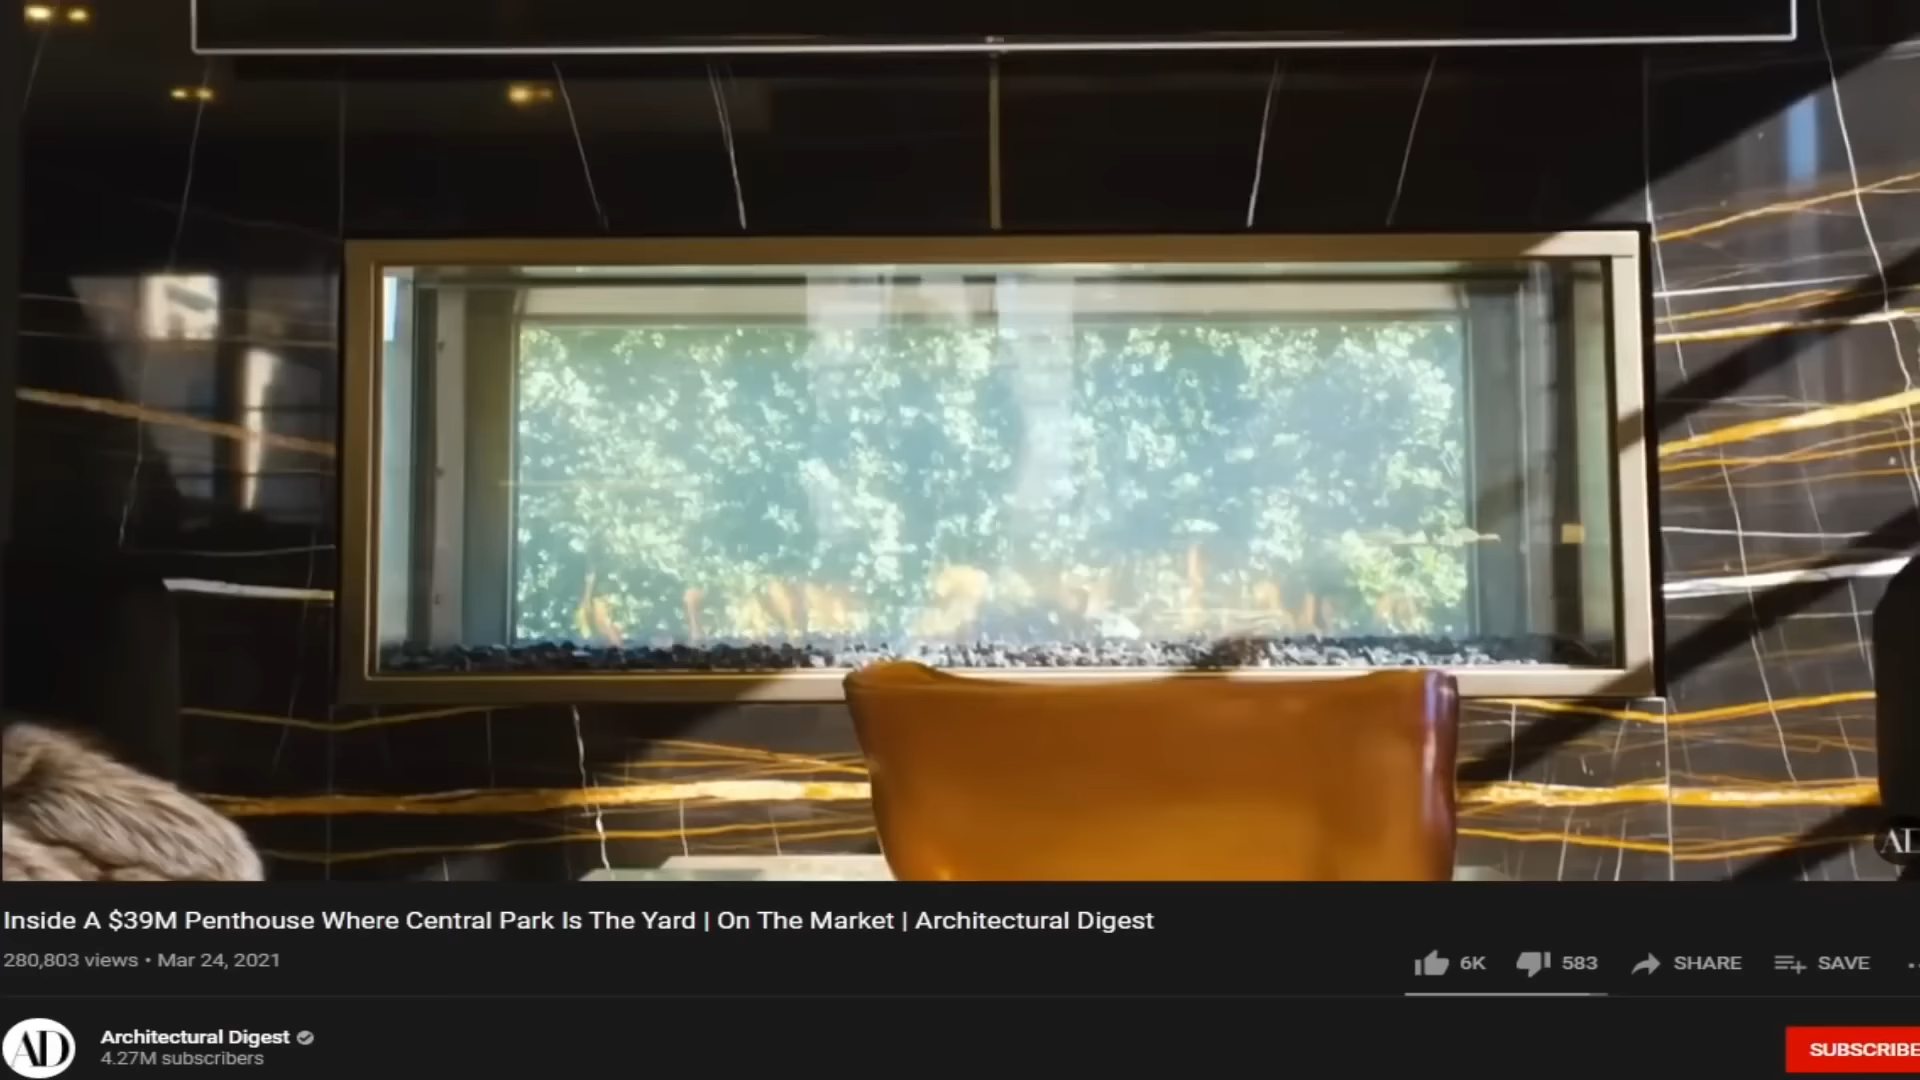 AD
Inside A $39M Penthouse Where Central Park Is The Yard | On The Market | Architectural Digest
280,803 views • Mar 24, 2021
6K 583 SHARE SAVE
AD
Architectural Digest
4.27M subscribers
SUBSCRIBE